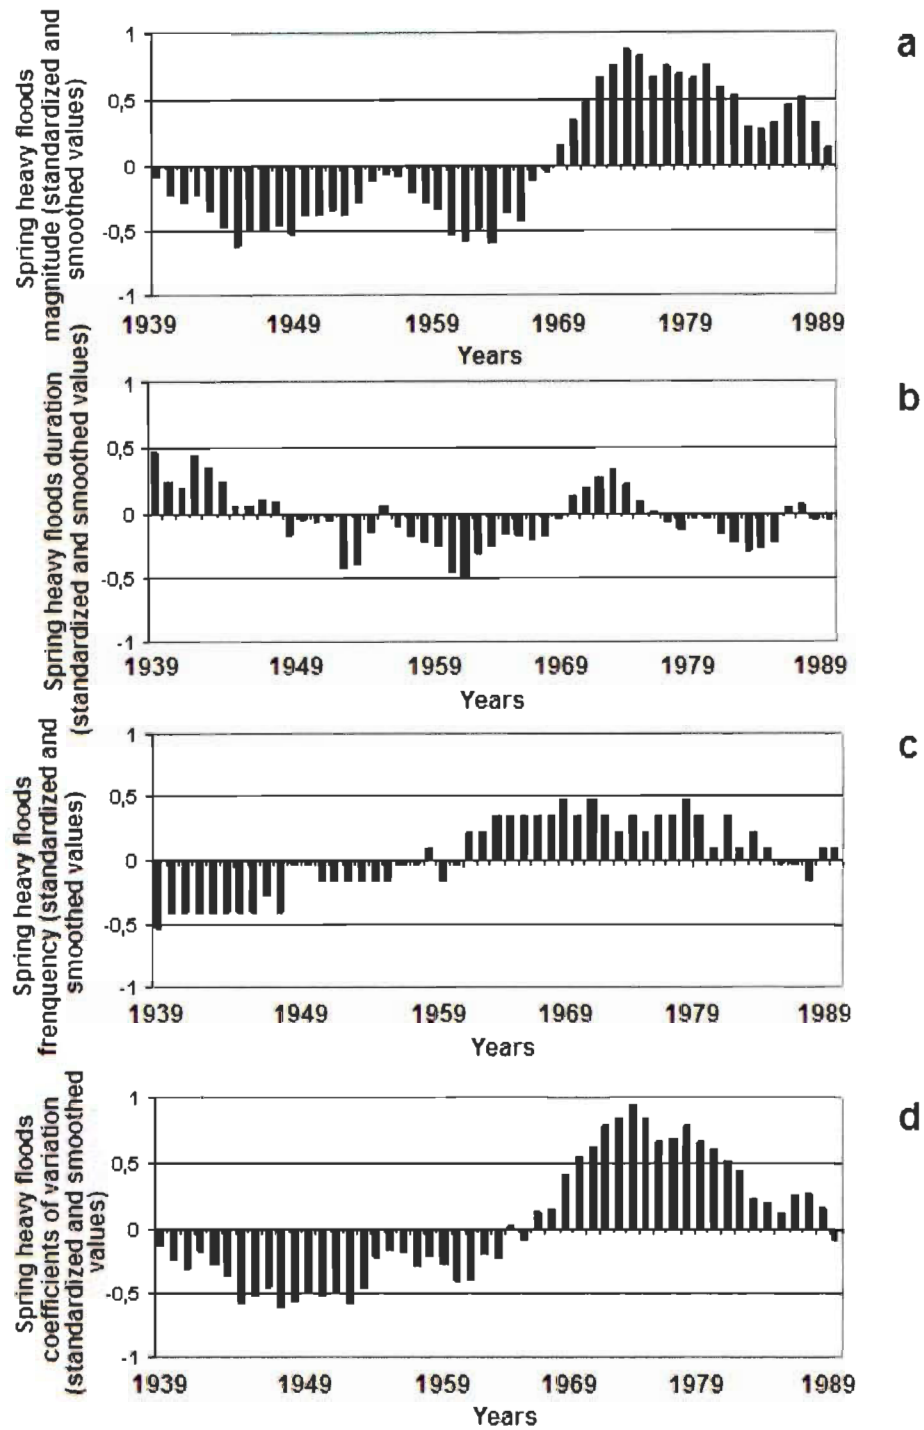 a
Spring heavy floods
magnitude (standardized and
smoothed values)
1
0,5
0
-0,5
-1
1939 1949 1959 1969 1979 1989
Years
b
Spring heavy floods duration
(standardized and smoothed values)
1
0,5
0
-0,5
-1
1939 1949 1959 1969 1979 1989
Years
c
Spring heavy floods
frenquency (standardized and
smoothed values)
1
0,5
0
-0,5
-1
1939 1949 1959 1969 1979 1989
Years
d
Spring heavy floods
coefficients of variation
(standardized and smoothed
values)
1
0,5
0
-0,5
-1
1939 1949 1959 1969 1979 1989
Years